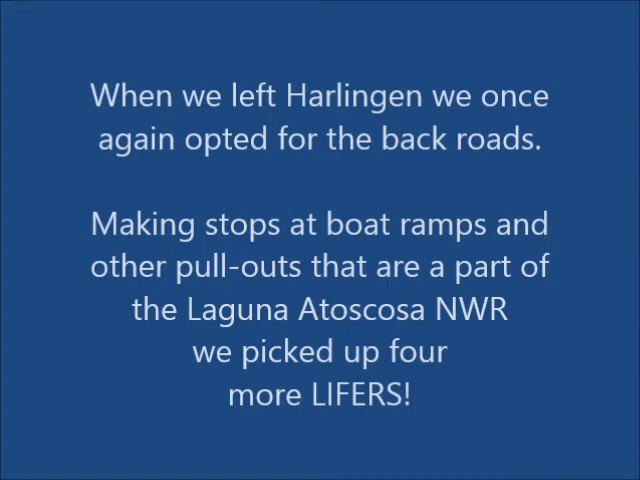 When we left Harlingen we once
again opted for the back roads.
Making stops at boat ramps and
other pull-outs that are a part of
the Laguna Atoscosa NWR
we picked up four
more LIFERS!